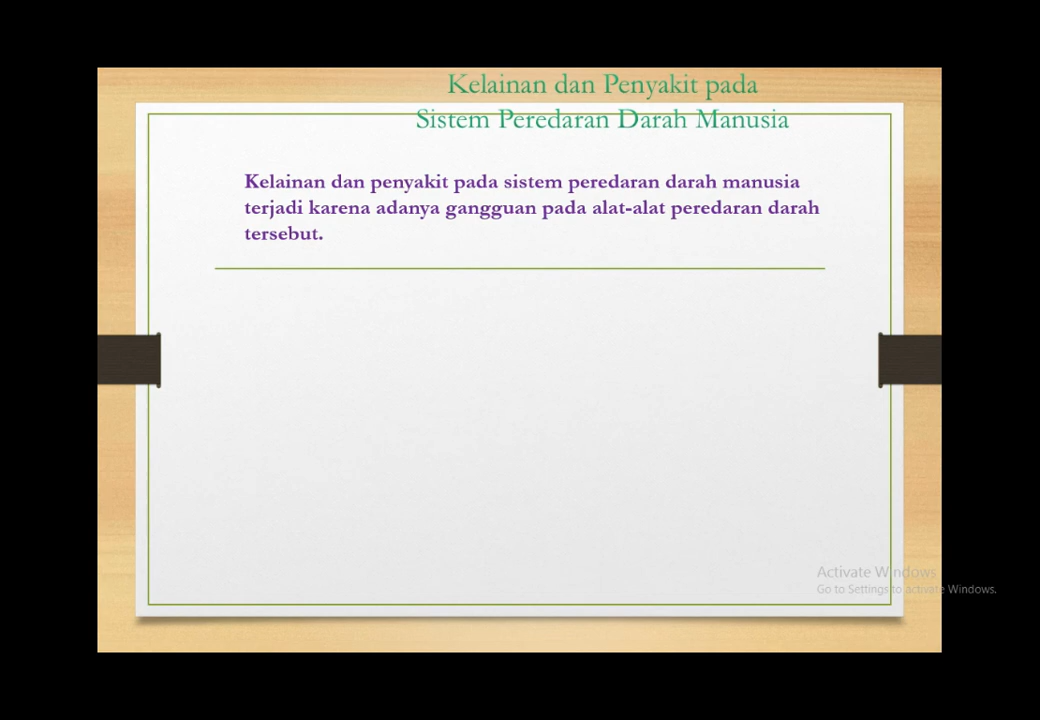 Kelainan dan Penyakit pada
Sistem Peredaran Darah Manusia
Kelainan dan penyakit pada sistem peredaran darah manusia
terjadi karena adanya gangguan pada alat-alat peredaran darah
tersebut.
Activate Windows
Go to Settings to activate Windows.